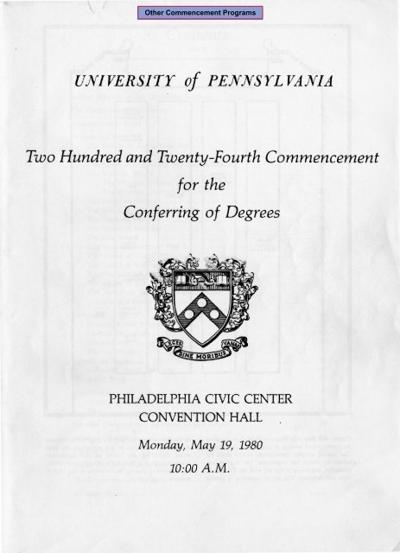 Other Commencement Programs
UNIVERSITY of PENNSYLVANIA
Two Hundred and Twenty-Fourth Commencement
for the
Conferring of Degrees
SINE MORIBUS
PHILADELPHIA CIVIC CENTER
CONVENTION HALL
Monday, May 19, 1980
10:00 A.M.